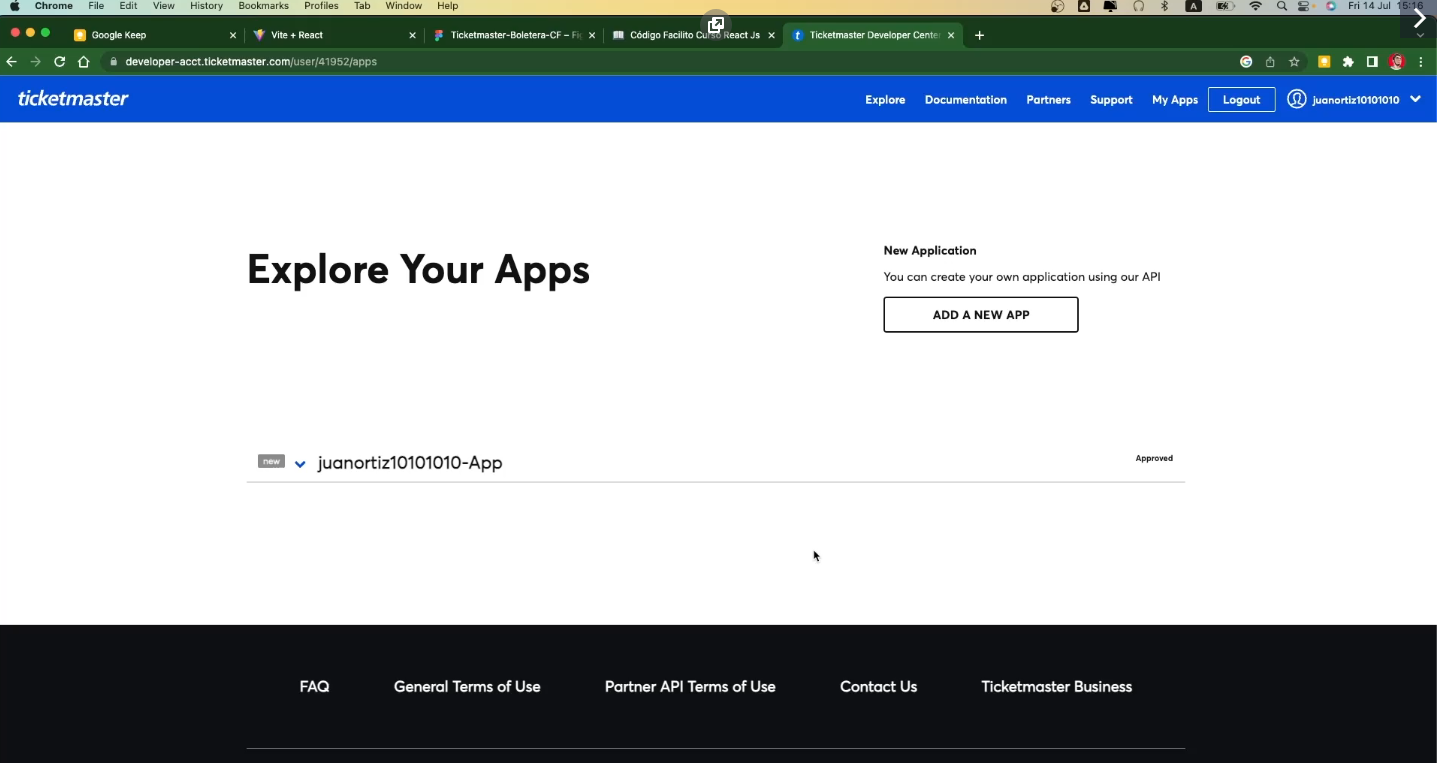 Chrome File Edit View History Bookmarks Profiles Tab Window Help A Fri 14 Jul 15:16
Google Keep Vite + React Ticketmaster-Boletera-CF – Fig Código Facilito Curso React Js Ticketmaster Developer Center
developer-acct.ticketmaster.com/user/41952/apps
ticketmaster Explore Documentation Partners Support My Apps Logout juanortiz10101010
New Application
Explore Your Apps
You can create your own application using our API
ADD A NEW APP
new juanortiz10101010-App Approved
FAQ General Terms of Use Partner API Terms of Use Contact Us Ticketmaster Business